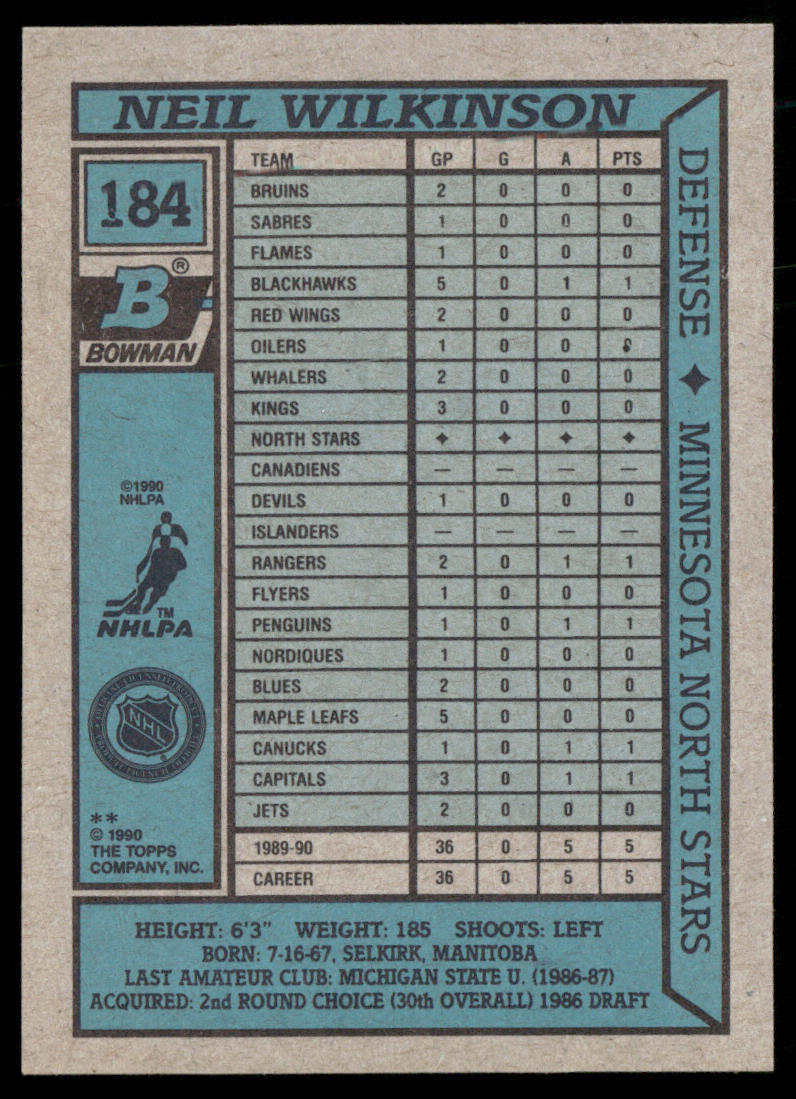 NEIL WILKINSON
184
B®
BOWMAN
©1990
NHLPA
TM
NHLPA
NHL
®
**
© 1990
THE TOPPS
COMPANY, INC.
TEAM GP G A PTS
BRUINS 2 0 0 0
SABRES 1 0 0 0
FLAMES 1 0 0 0
BLACKHAWKS 5 0 1 1
RED WINGS 2 0 0 0
OILERS 1 0 0 0
WHALERS 2 0 0 0
KINGS 3 0 0 0
NORTH STARS ✦ ✦ ✦ ✦
CANADIENS — — — —
DEVILS 1 0 0 0
ISLANDERS — — — —
RANGERS 2 0 1 1
FLYERS 1 0 0 0
PENGUINS 1 0 1 1
NORDIQUES 1 0 0 0
BLUES 2 0 0 0
MAPLE LEAFS 5 0 0 0
CANUCKS 1 0 1 1
CAPITALS 3 0 1 1
JETS 2 0 0 0
1989-90 36 0 5 5
CAREER 36 0 5 5
DEFENSE ✦ MINNESOTA NORTH STARS
HEIGHT: 6'3" WEIGHT: 185 SHOOTS: LEFT
BORN: 7-16-67, SELKIRK, MANITOBA
LAST AMATEUR CLUB: MICHIGAN STATE U. (1986-87)
ACQUIRED: 2nd ROUND CHOICE (30th OVERALL) 1986 DRAFT